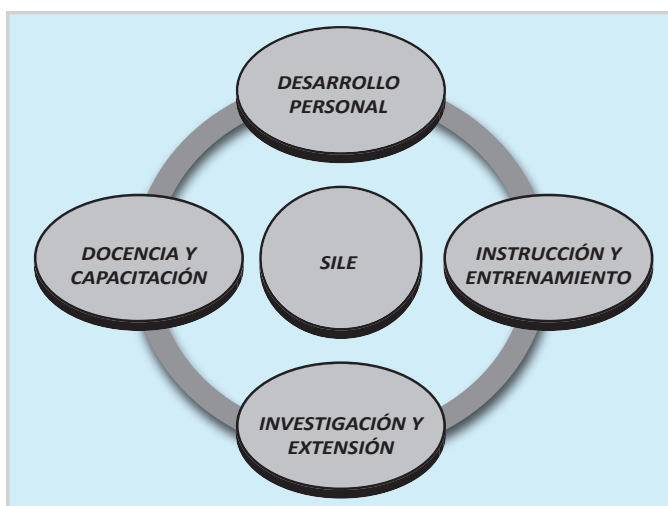 DESARROLLO
PERSONAL
DOCENCIA Y
CAPACITACIÓN
SILE
INSTRUCCIÓN Y
ENTRENAMIENTO
INVESTIGACIÓN Y
EXTENSIÓN